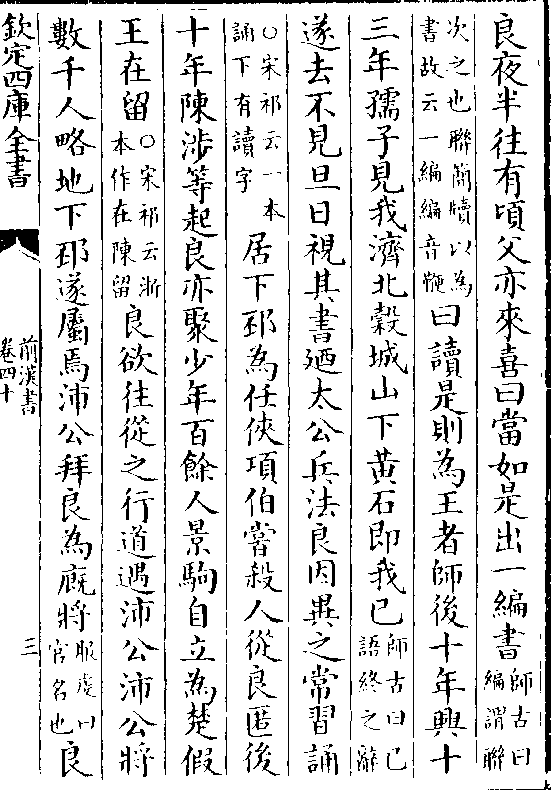 良夜半往有頃父亦來喜曰當如是出一編書師古曰編謂聯
次之也聯簡牘以為書故云一編編音鞭曰讀是則為王者師後十年興十
三年孺子見我濟北穀城山下黄石即我已師古曰已語終之辭
遂去不見旦日視其書廼太公兵法良因異之常習誦
○宋祁云一本誦下有讀字居下邳為任俠項伯嘗殺人從良匿後
十年陳涉等起良亦聚少年百餘人景駒自立為楚假
王在留○宋祁云浙本作在陳留良欲往從之行道遇沛公沛公將
數千人略地下邳遂屬焉沛公拜良為廐將服虔曰官名也良
欽定四庫全書
前漢書
卷四十
三